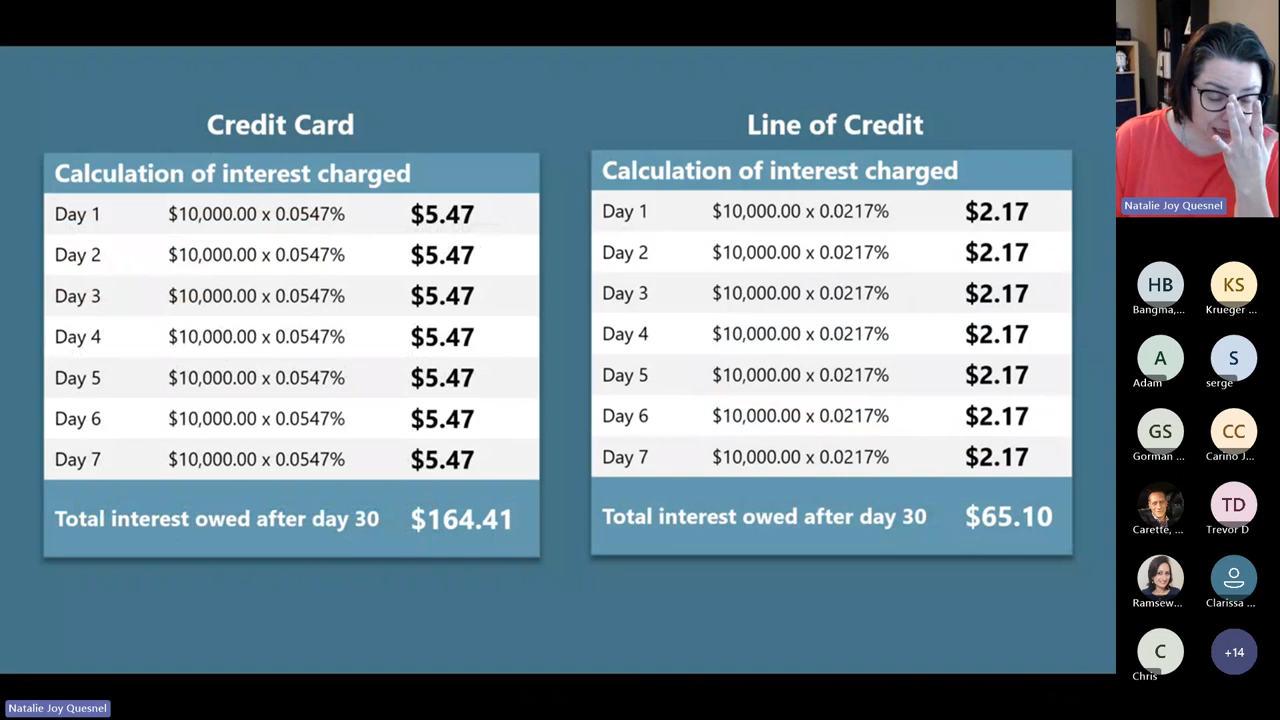 Credit Card
Calculation of interest charged
Day 1 $10,000.00 x 0.0547% $5.47
Day 2 $10,000.00 x 0.0547% $5.47
Day 3 $10,000.00 x 0.0547% $5.47
Day 4 $10,000.00 x 0.0547% $5.47
Day 5 $10,000.00 x 0.0547% $5.47
Day 6 $10,000.00 x 0.0547% $5.47
Day 7 $10,000.00 x 0.0547% $5.47
Total interest owed after day 30 $164.41
Line of Credit
Calculation of interest charged
Day 1 $10,000.00 x 0.0217% $2.17
Day 2 $10,000.00 x 0.0217% $2.17
Day 3 $10,000.00 x 0.0217% $2.17
Day 4 $10,000.00 x 0.0217% $2.17
Day 5 $10,000.00 x 0.0217% $2.17
Day 6 $10,000.00 x 0.0217% $2.17
Day 7 $10,000.00 x 0.0217% $2.17
Total interest owed after day 30 $65.10
Natalie Joy Quesnel
HB KS
Bangma,... Krueger ...
A S
Adam serge
GS CC
Gorman ... Carino J...
TD
Carette, ... Trevor D
Ramsew... Clarissa ...
C +14
Chris
Natalie Joy Quesnel